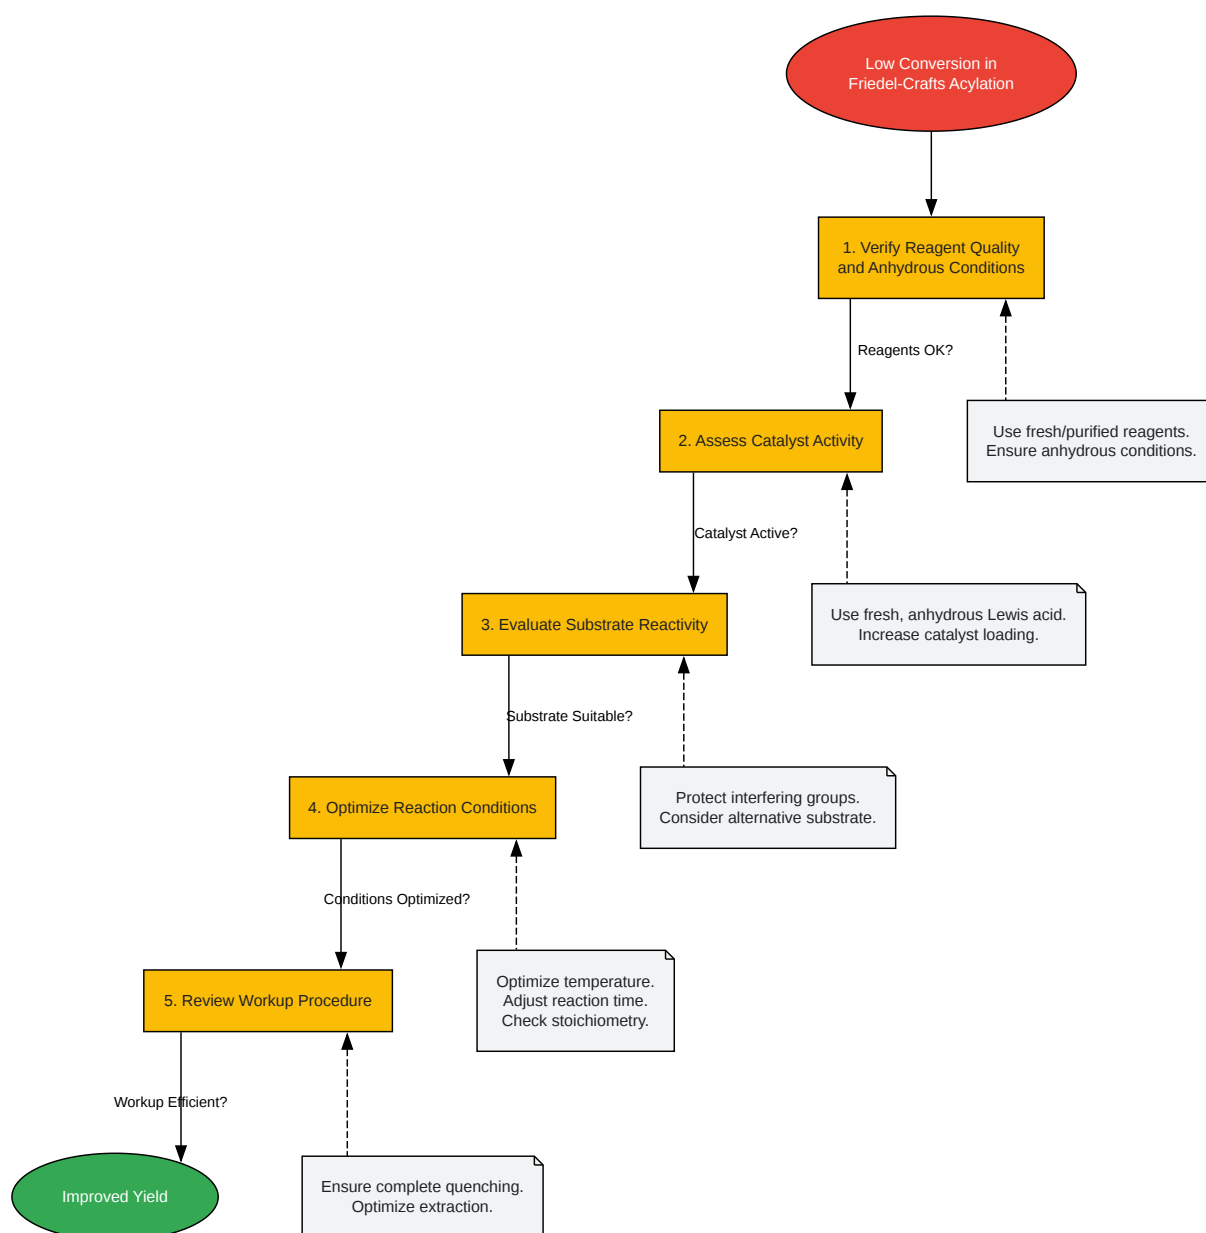 Low Conversion in
Friedel-Crafts Acylation
1. Verify Reagent Quality
and Anhydrous Conditions
Reagents OK?
Use fresh/purified reagents.
Ensure anhydrous conditions.
2. Assess Catalyst Activity
Catalyst Active?
Use fresh, anhydrous Lewis acid.
Increase catalyst loading.
3. Evaluate Substrate Reactivity
Substrate Suitable?
Protect interfering groups.
Consider alternative substrate.
4. Optimize Reaction Conditions
Conditions Optimized?
Optimize temperature.
Adjust reaction time.
Check stoichiometry.
5. Review Workup Procedure
Workup Efficient?
Ensure complete quenching.
Optimize extraction.
Improved Yield